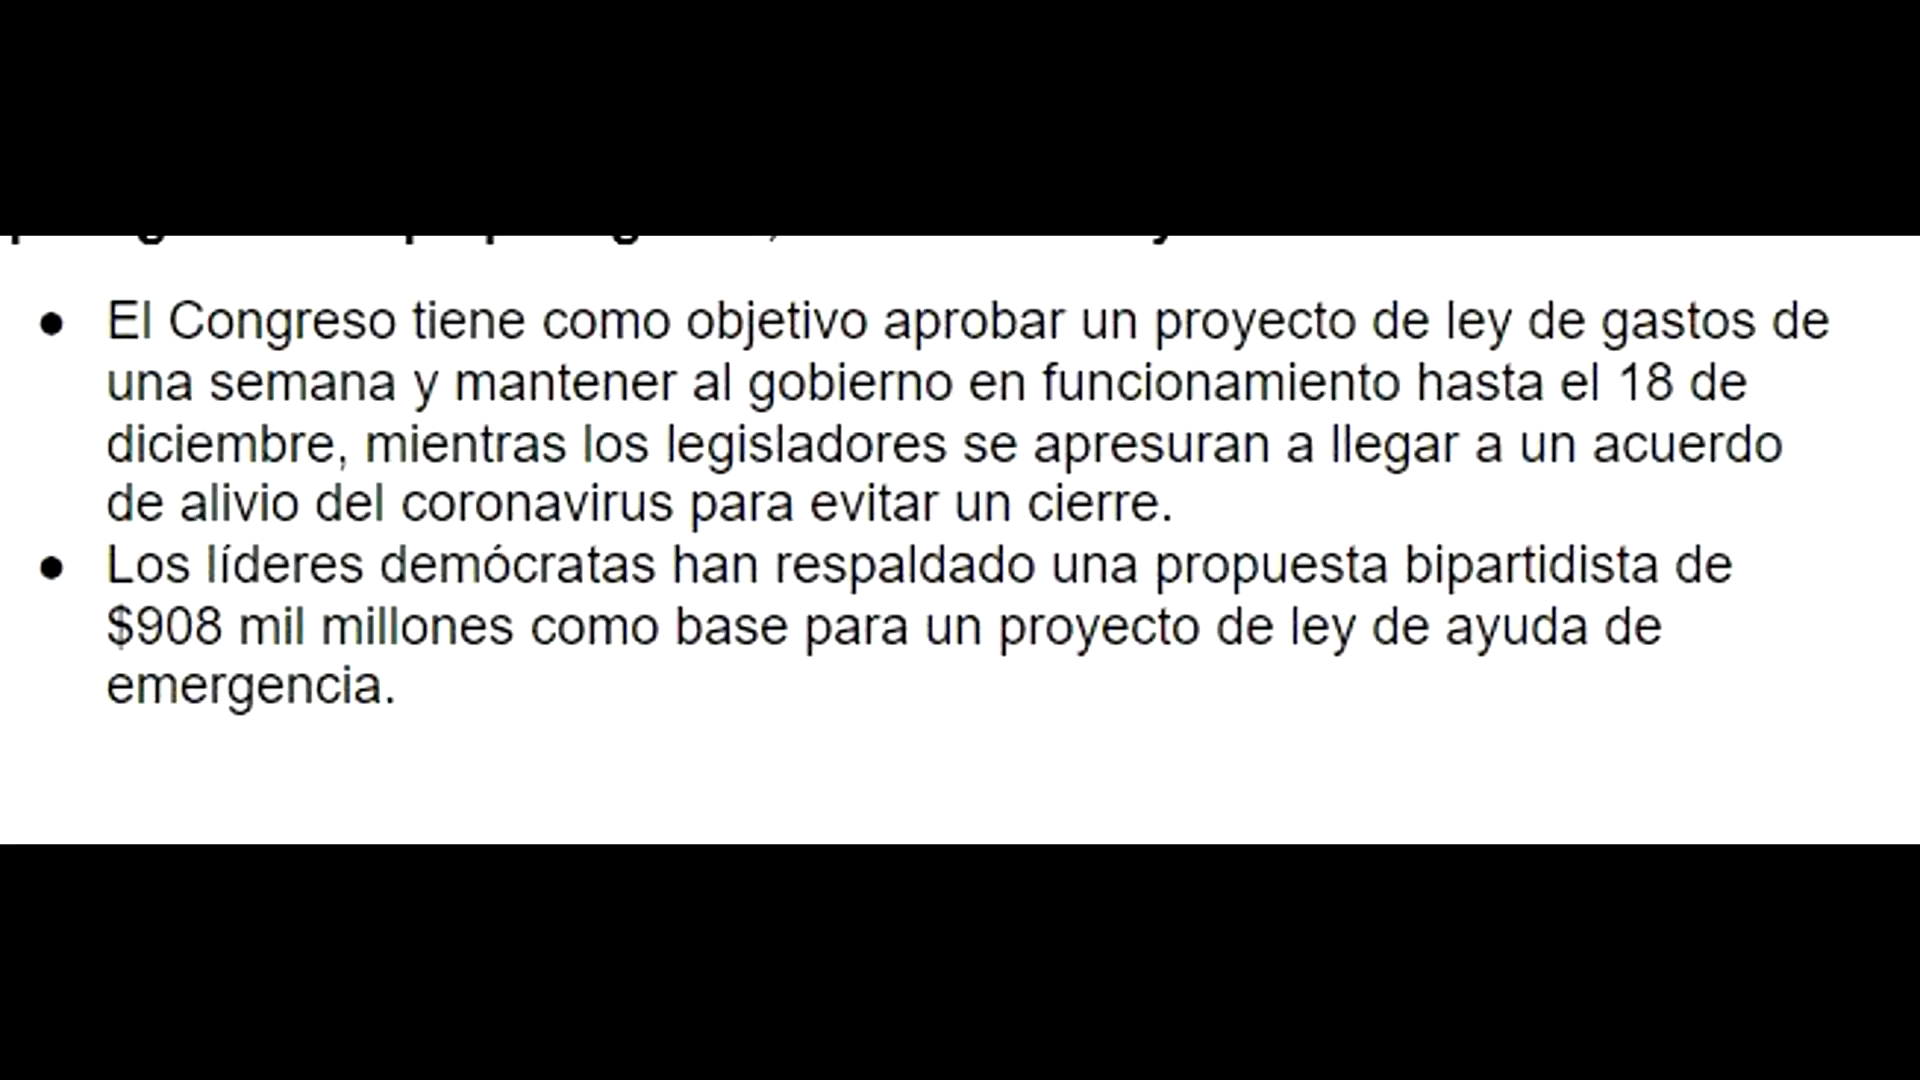 ● El Congreso tiene como objetivo aprobar un proyecto de ley de gastos de
una semana y mantener al gobierno en funcionamiento hasta el 18 de
diciembre, mientras los legisladores se apresuran a llegar a un acuerdo
de alivio del coronavirus para evitar un cierre.
● Los líderes demócratas han respaldado una propuesta bipartidista de
$908 mil millones como base para un proyecto de ley de ayuda de
emergencia.